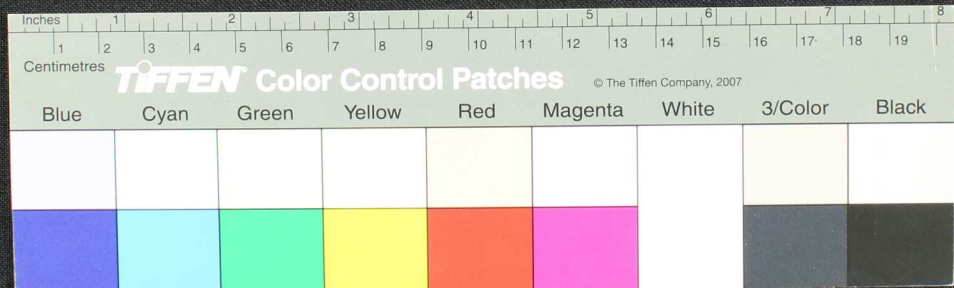 Inches 1 2 3 4 5 6 7 8
1 2 3 4 5 6 7 8 9 10 11 12 13 14 15 16 17 18 19
Centimetres
TIFFEN® Color Control Patches © The Tiffen Company, 2007
Blue Cyan Green Yellow Red Magenta White 3/Color Black